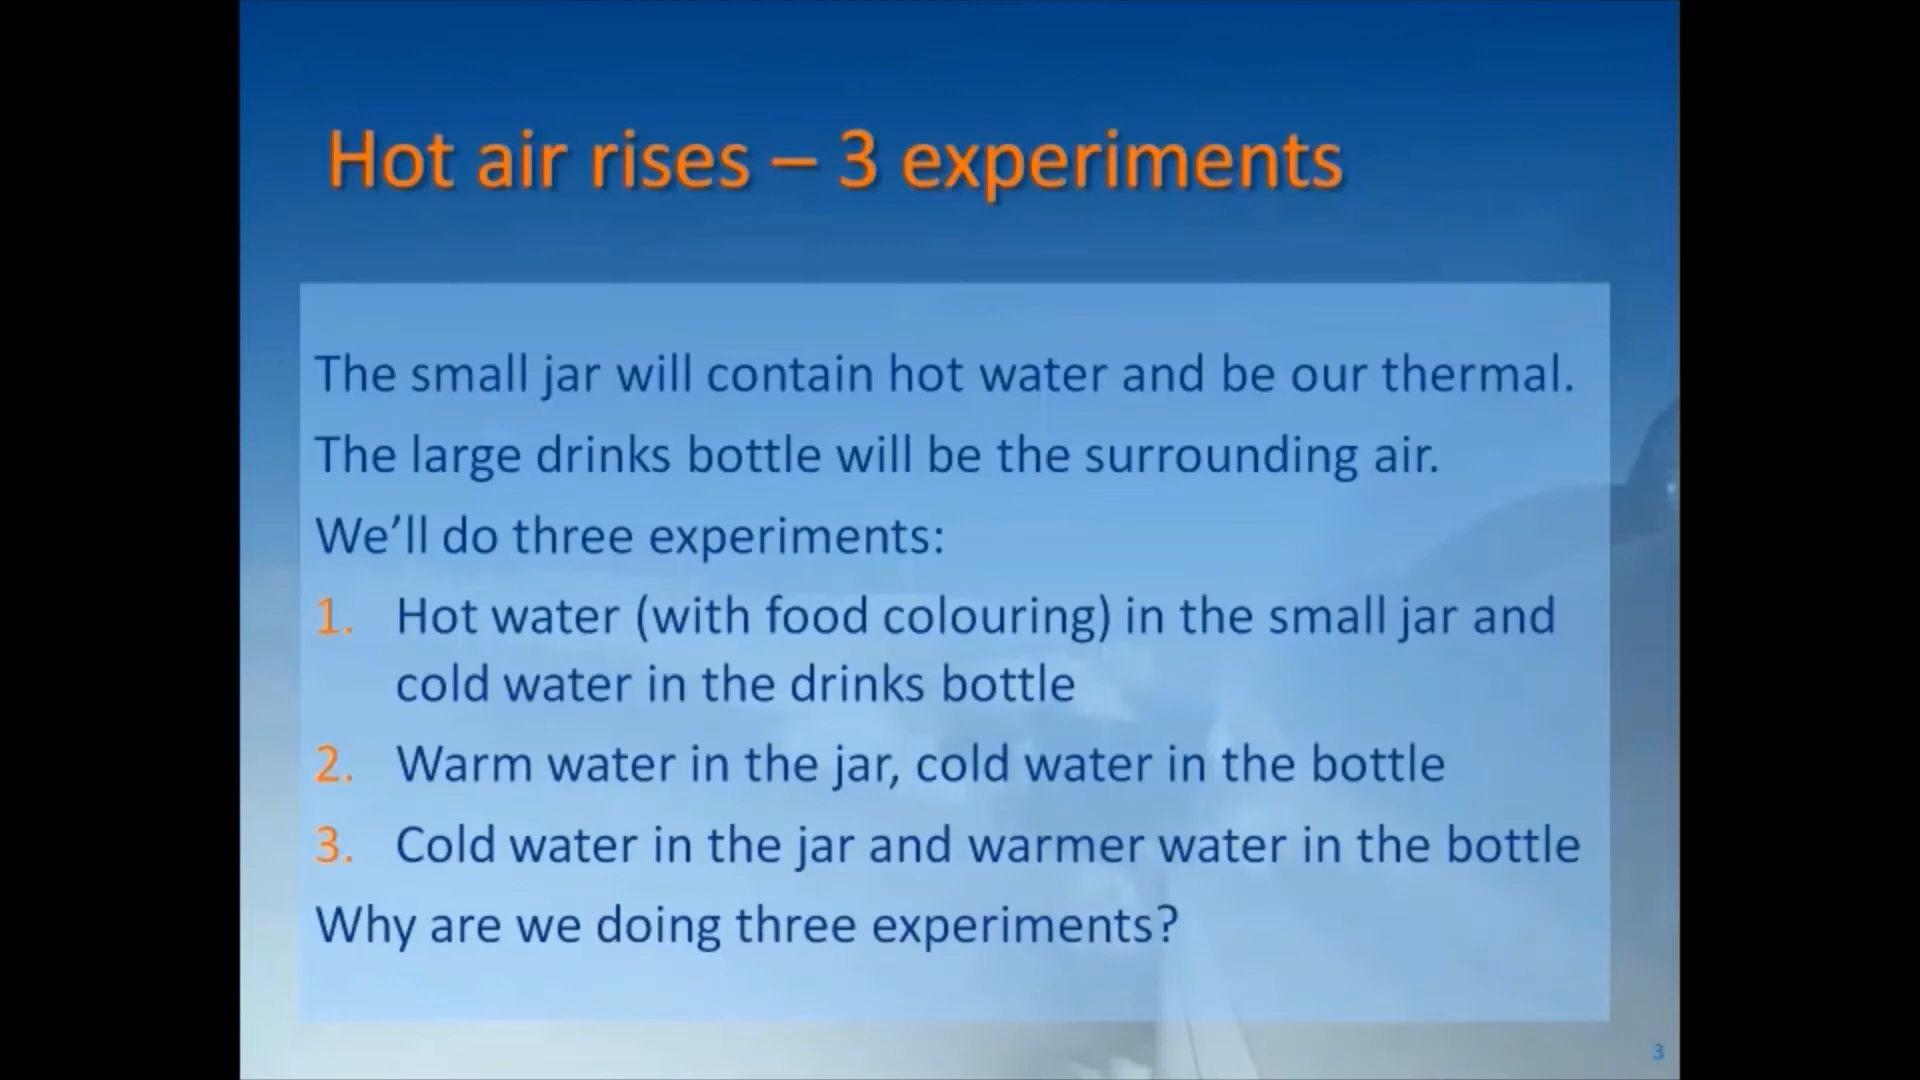 Hot air rises – 3 experiments
The small jar will contain hot water and be our thermal.
The large drinks bottle will be the surrounding air.
We’ll do three experiments:
1. Hot water (with food colouring) in the small jar and
cold water in the drinks bottle
2. Warm water in the jar, cold water in the bottle
3. Cold water in the jar and warmer water in the bottle
Why are we doing three experiments?
3